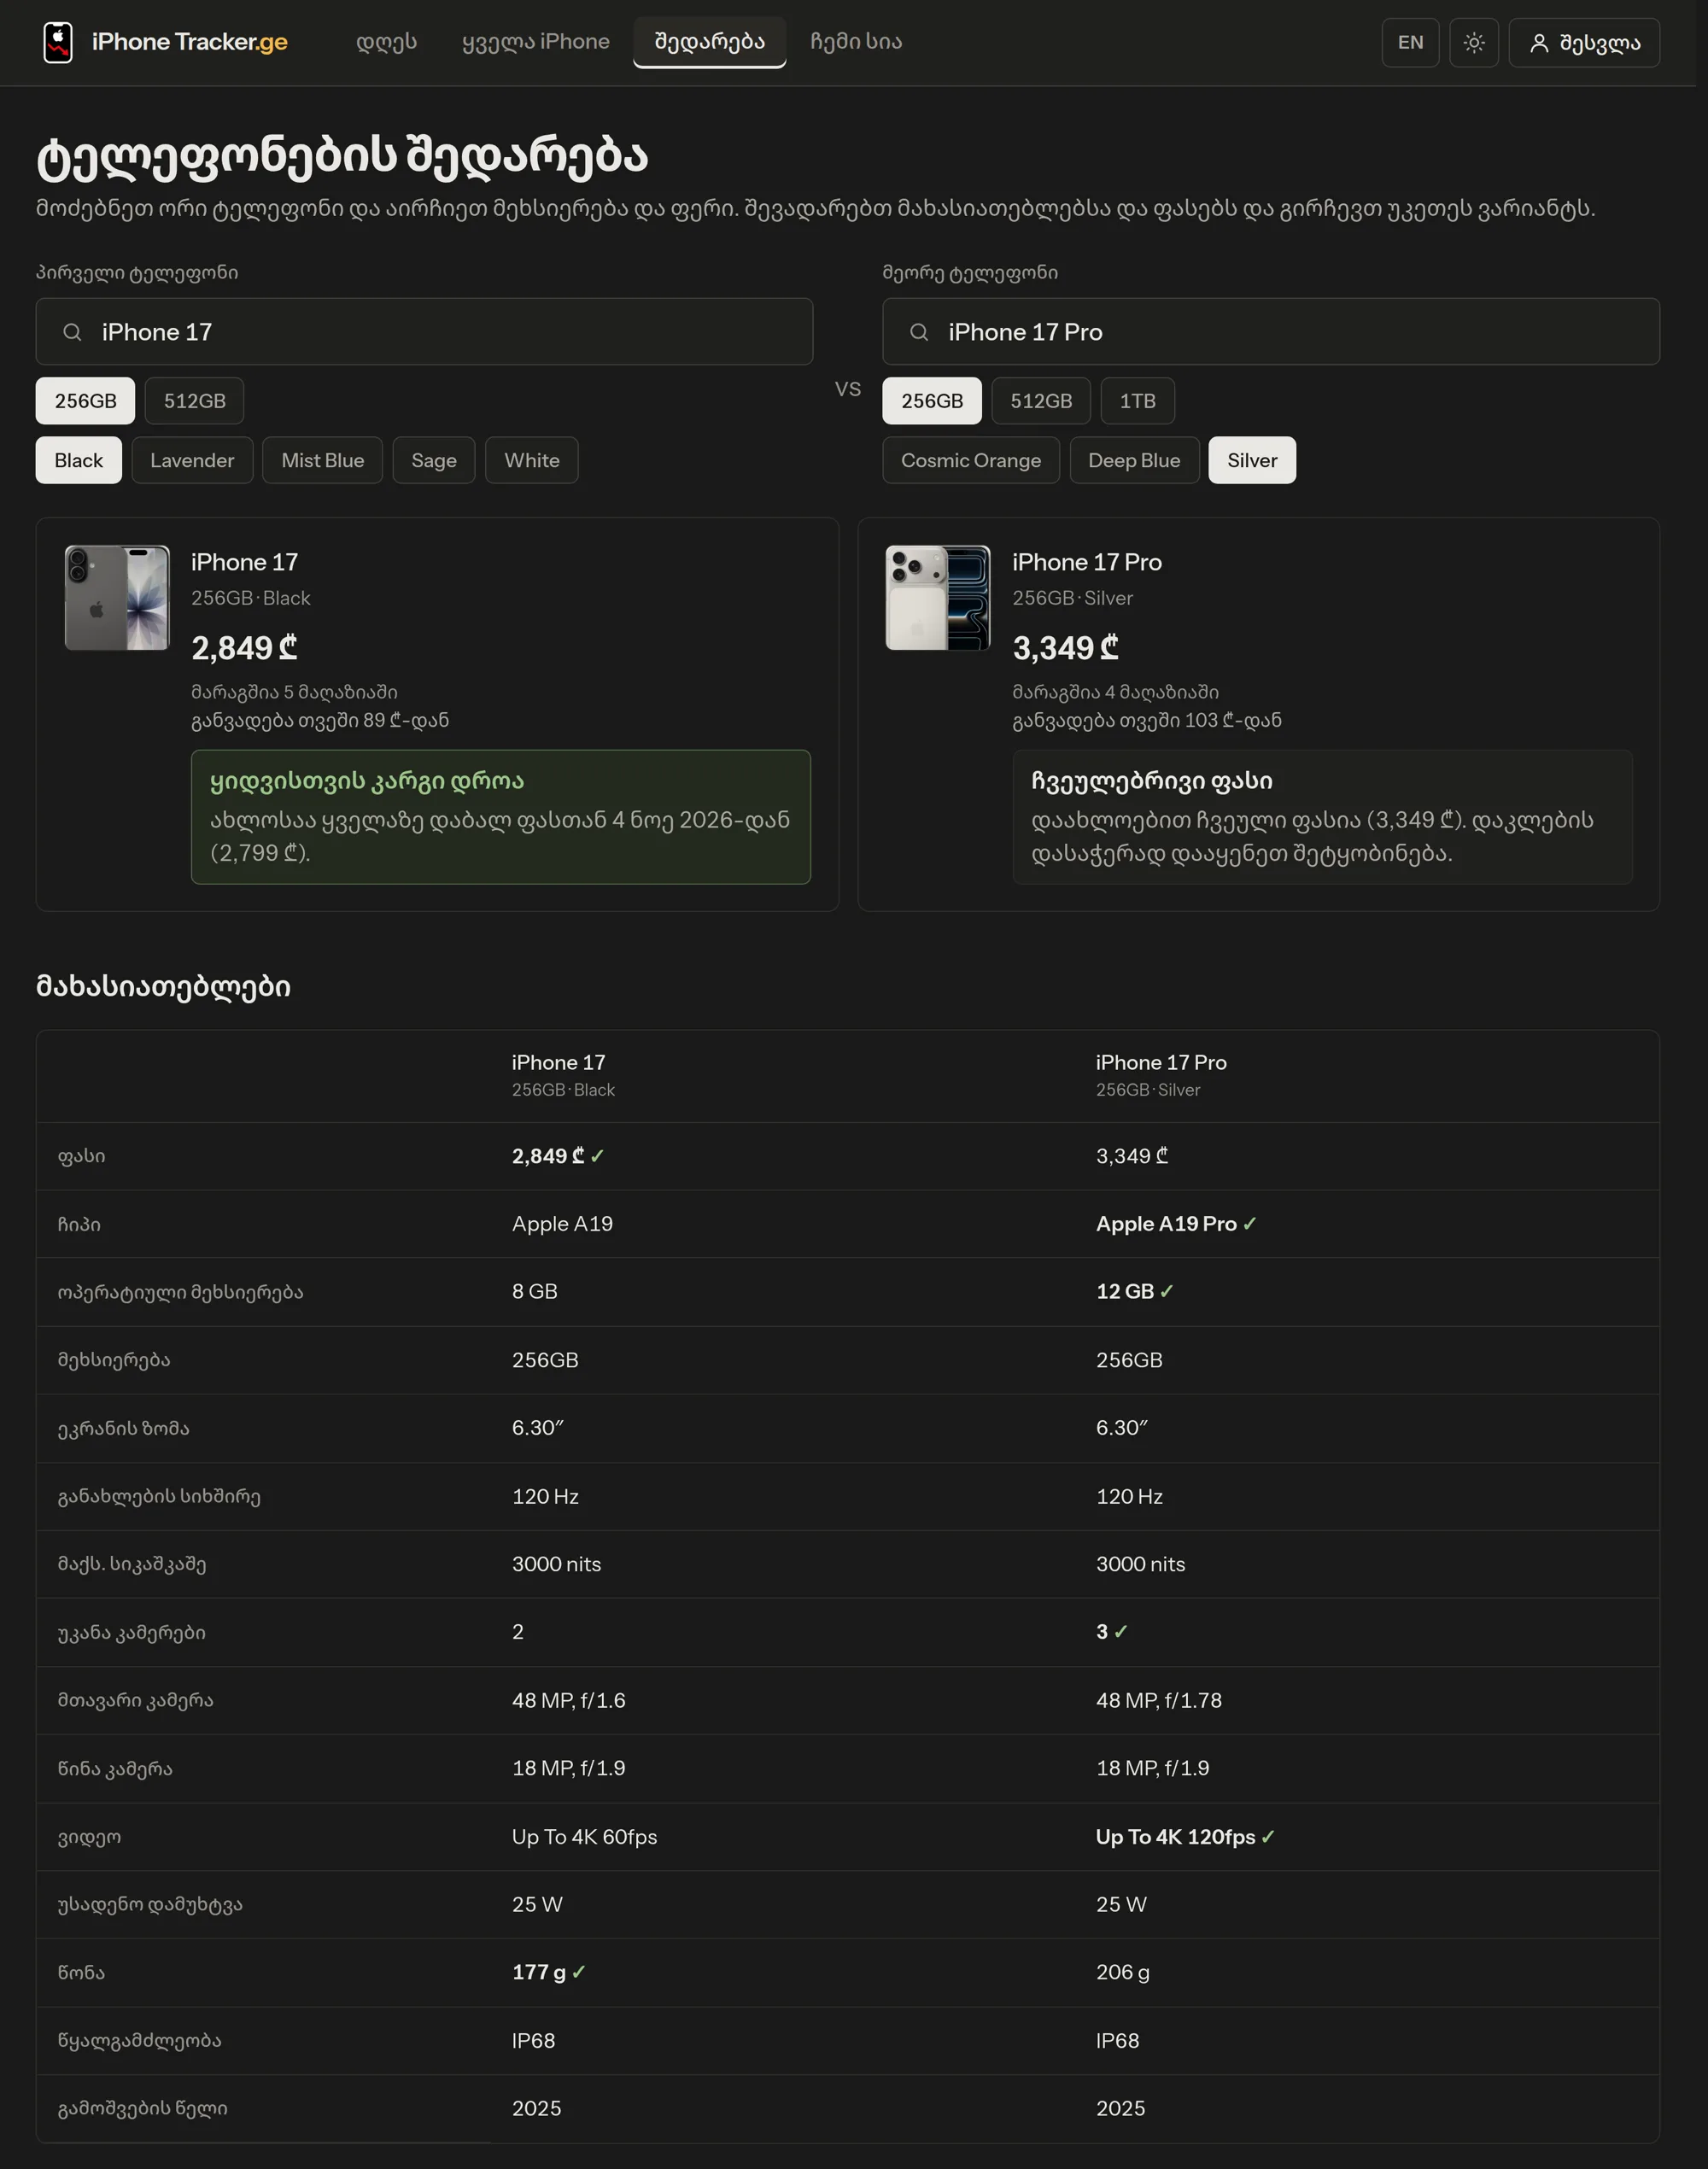 iPhone Tracker.ge
დღეს
ყველა iPhone
შედარება
ჩემი სია
EN
შესვლა
ტელეფონების შედარება
მოძებნეთ ორი ტელეფონი და აირჩიეთ მეხსიერება და ფერი. შევადარებთ მახასიათებლებსა და ფასებს და გირჩევთ უკეთეს ვარიანტს.
პირველი ტელეფონი
iPhone 17
256GB 512GB
Black Lavender Mist Blue Sage White
VS
მეორე ტელეფონი
iPhone 17 Pro
256GB 512GB 1TB
Cosmic Orange Deep Blue Silver
iPhone 17
256GB · Black
2,849 ₾
მარაგშია 5 მაღაზიაში
განვადება თვეში 89 ₾-დან
ყიდვისთვის კარგი დროა
ახლოსაა ყველაზე დაბალ ფასთან 4 ნოე 2026-დან
(2,799 ₾).
iPhone 17 Pro
256GB · Silver
3,349 ₾
მარაგშია 4 მაღაზიაში
განვადება თვეში 103 ₾-დან
ჩვეულებრივი ფასი
დაახლოებით ჩვეული ფასია (3,349 ₾). დაკლების
დასაჭერად დააყენეთ შეტყობინება.
მახასიათებლები
iPhone 17 iPhone 17 Pro
256GB · Black 256GB · Silver
ფასი 2,849 ₾ ✓ 3,349 ₾
ჩიპი Apple A19 Apple A19 Pro ✓
ოპერატიული მეხსიერება 8 GB 12 GB ✓
მეხსიერება 256GB 256GB
ეკრანის ზომა 6.30″ 6.30″
განახლების სიხშირე 120 Hz 120 Hz
მაქს. სიკაშკაშე 3000 nits 3000 nits
უკანა კამერები 2 3 ✓
მთავარი კამერა 48 MP, f/1.6 48 MP, f/1.78
წინა კამერა 18 MP, f/1.9 18 MP, f/1.9
ვიდეო Up To 4K 60fps Up To 4K 120fps ✓
უსადენო დამუხტვა 25 W 25 W
წონა 177 g ✓ 206 g
წყალგამძლეობა IP68 IP68
გამოშვების წელი 2025 2025